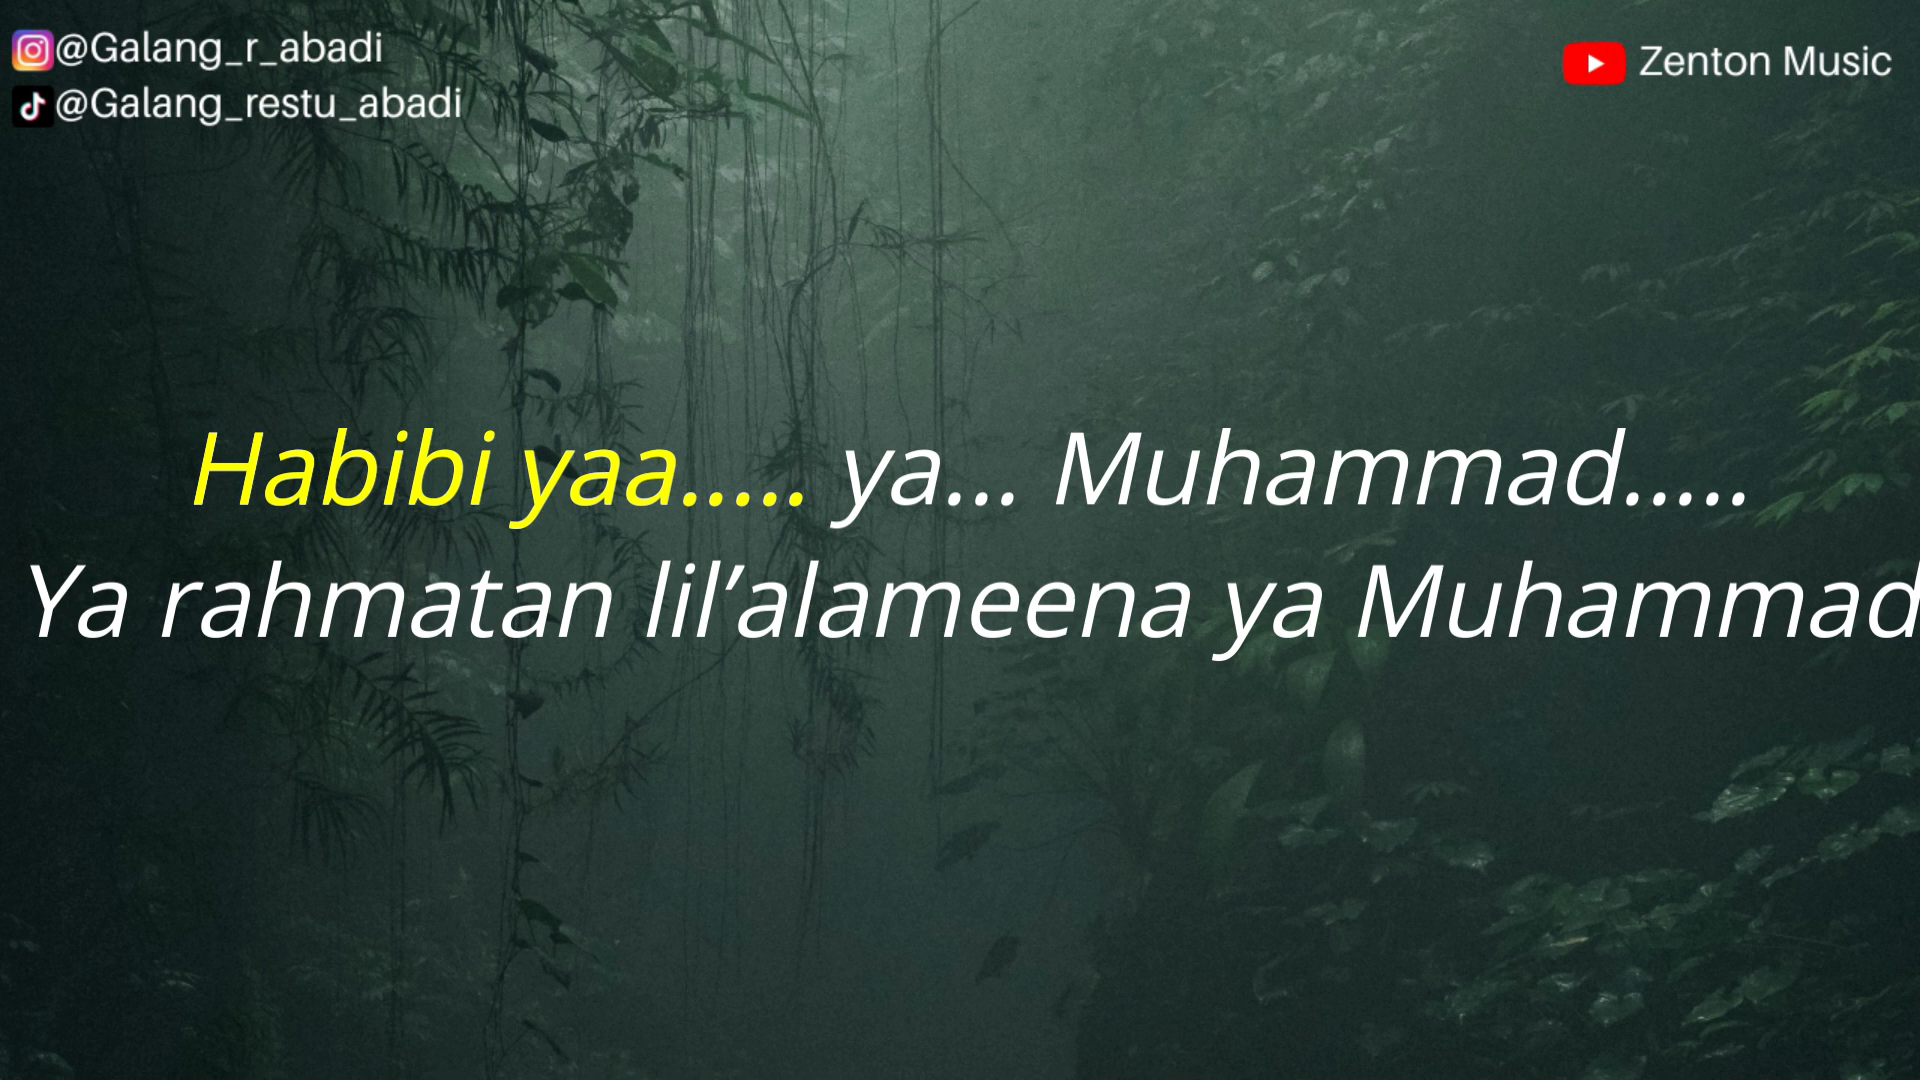 @Galang_r_abadi
@Galang_restu_abadi
Zenton Music
Habibi yaa..... ya... Muhammad.....
Ya rahmatan lil’alameena ya Muhammad